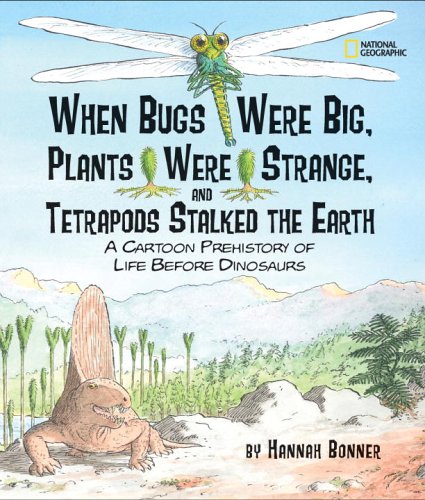 NATIONAL
GEOGRAPHIC
WHEN BUGS WERE BIG,
PLANTS WERE STRANGE,
AND
TETRAPODS STALKED THE EARTH
A CARTOON PREHISTORY OF
LIFE BEFORE DINOSAURS
BY HANNAH BONNER